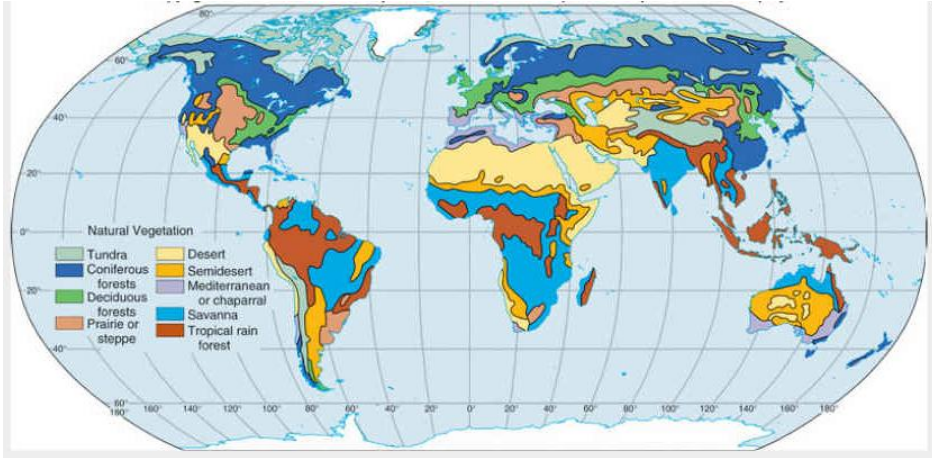 80°
60°
40°
20°
0°
20°
40°
60°
180°
160°
140°
120°
100°
80°
60°
40°
20°
0°
20°
40°
60°
80°
100°
120°
140°
160°
180°
Natural Vegetation
Tundra
Coniferous
forests
Deciduous
forests
Prairie or
steppe
Desert
Semidesert
Mediterranean
or chaparral
Savanna
Tropical rain
forest